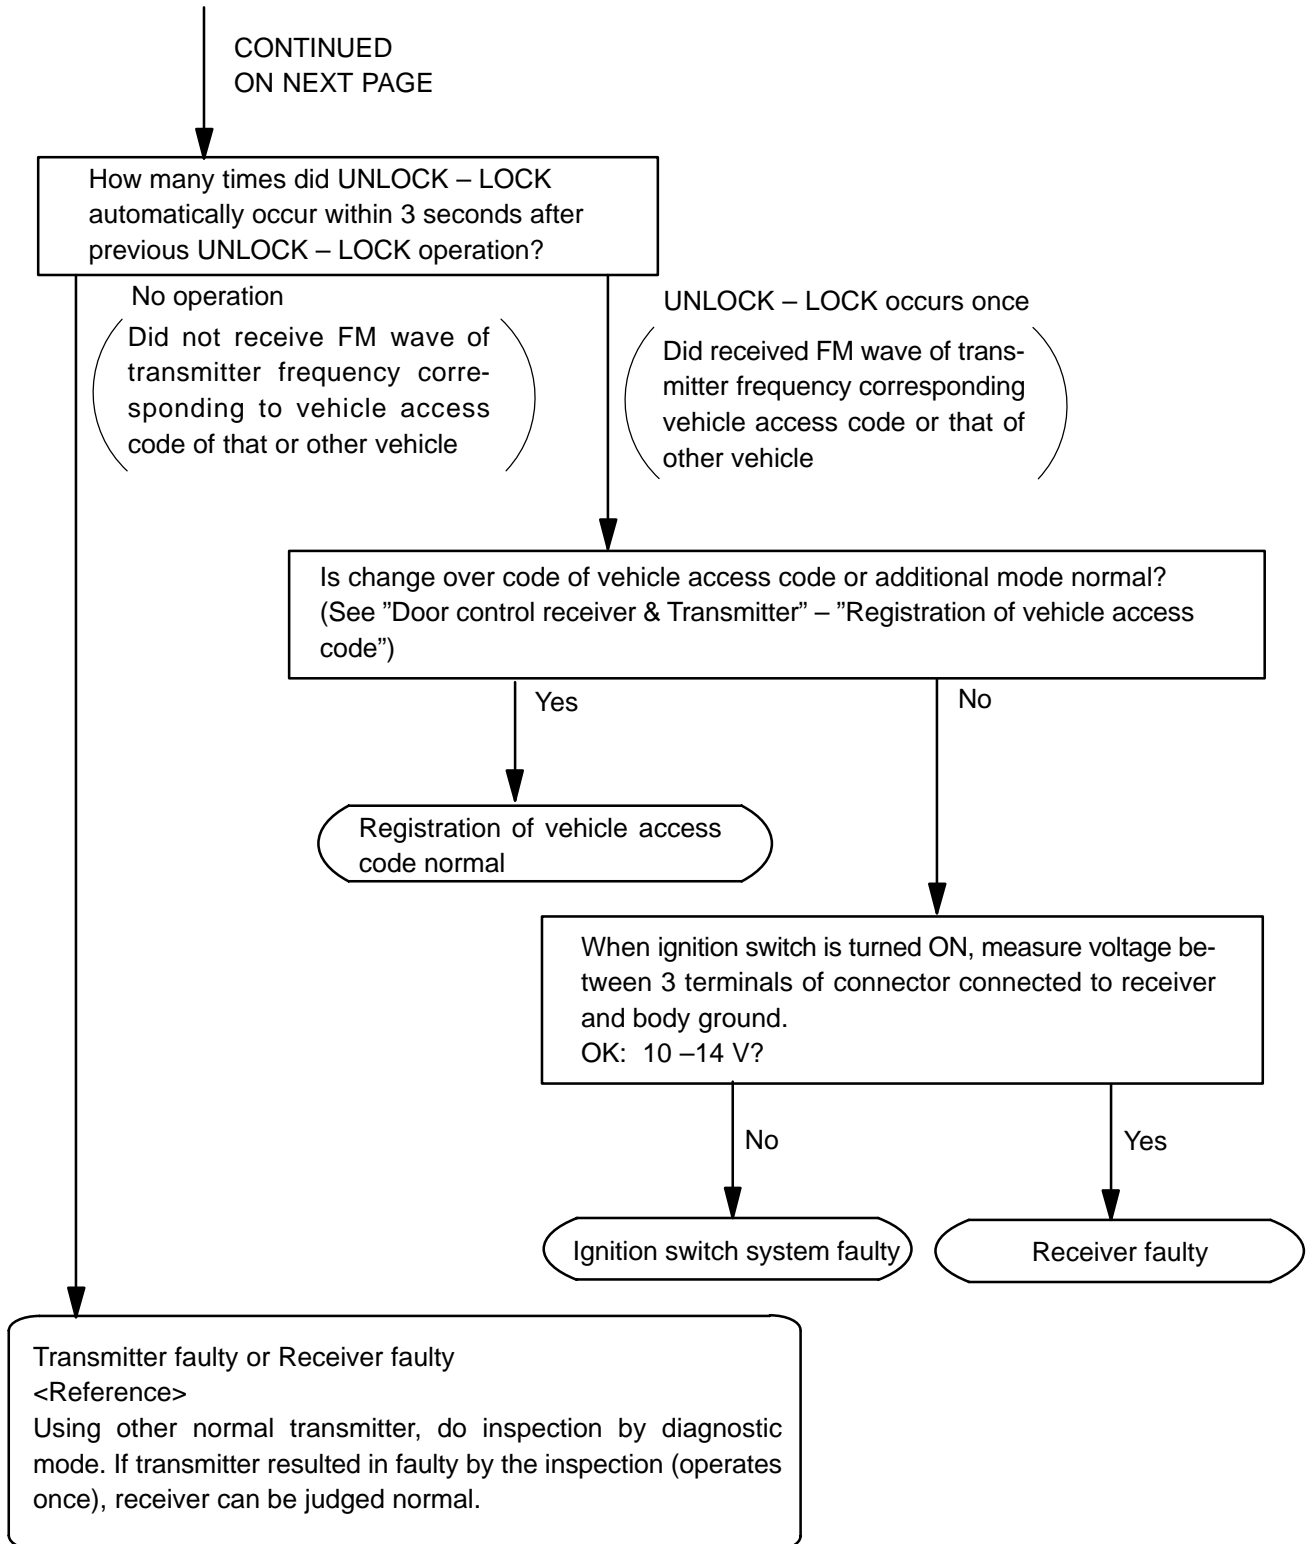 CONTINUED
ON NEXT PAGE
How many times did UNLOCK – LOCK
automatically occur within 3 seconds after
previous UNLOCK – LOCK operation?
No operation
Did not receive FM wave of
transmitter frequency corre-
sponding to vehicle access
code of that or other vehicle
UNLOCK – LOCK occurs once
Did received FM wave of trans-
mitter frequency corresponding
vehicle access code or that of
other vehicle
Is change over code of vehicle access code or additional mode normal?
(See ”Door control receiver & Transmitter” – ”Registration of vehicle access
code”)
Yes
No
Registration of vehicle access
code normal
When ignition switch is turned ON, measure voltage be-
tween 3 terminals of connector connected to receiver
and body ground.
OK: 10 –14 V?
No
Yes
Ignition switch system faulty
Receiver faulty
Transmitter faulty or Receiver faulty
<Reference>
Using other normal transmitter, do inspection by diagnostic
mode. If transmitter resulted in faulty by the inspection (operates
once), receiver can be judged normal.